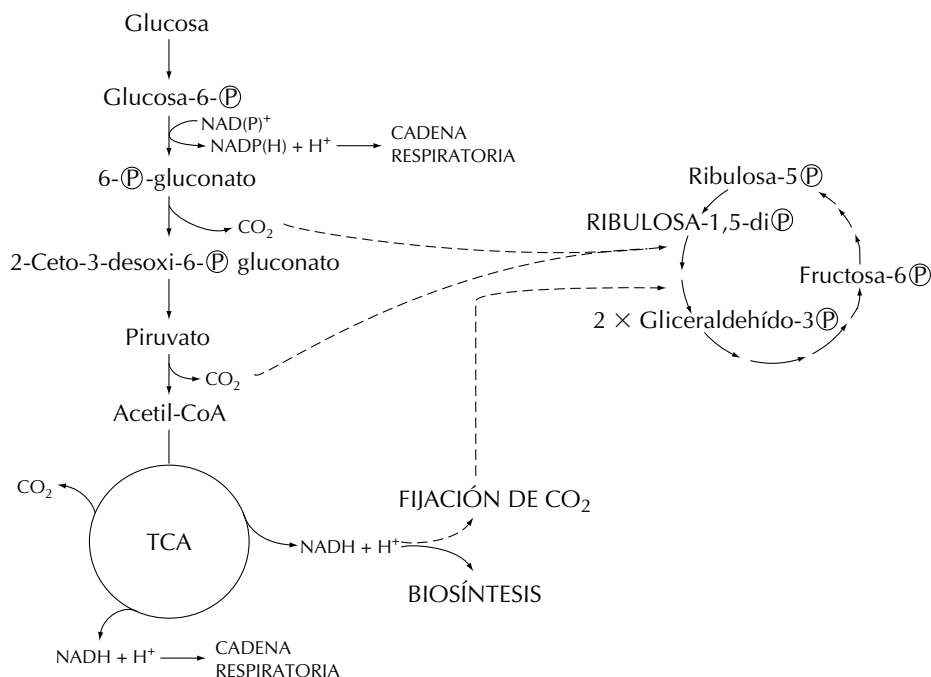 Glucosa
Glucosa-6-Ⓟ
NAD(P)⁺
NADP(H) + H⁺
CADENA
RESPIRATORIA
6-Ⓟ-gluconato
CO₂
2-Ceto-3-desoxi-6-Ⓟ gluconato
Piruvato
CO₂
Acetil-CoA
CO₂
TCA
NADH + H⁺
FIJACIÓN DE CO₂
BIOSÍNTESIS
NADH + H⁺
CADENA
RESPIRATORIA
Ribulosa-5Ⓟ
RIBULOSA-1,5-diⓅ
Fructosa-6Ⓟ
2 × Gliceraldehído-3Ⓟ